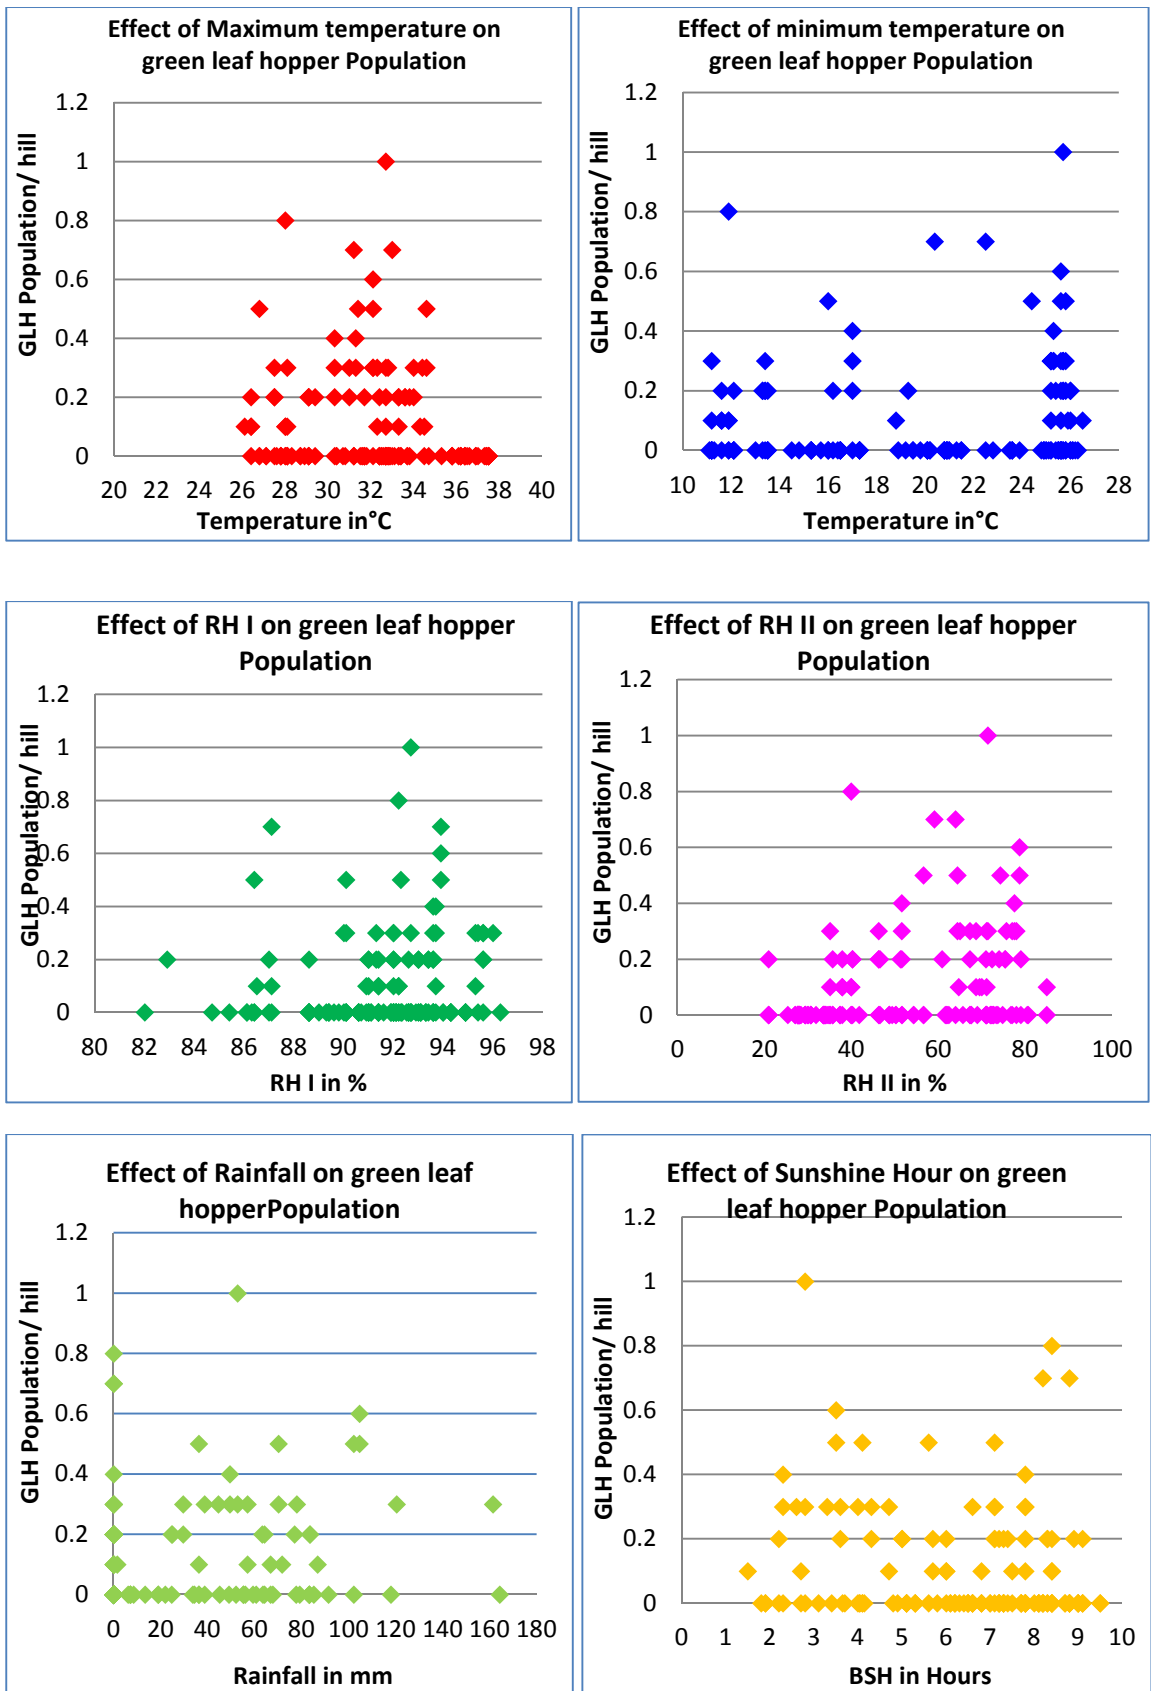 Effect of Maximum temperature on
green leaf hopper Population
1.2
1
0.8
0.6
0.4
0.2
0
GLH Population/ hill
20 22 24 26 28 30 32 34 36 38 40
Temperature in°C
Effect of minimum temperature on
green leaf hopper Population
1.2
1
0.8
0.6
0.4
0.2
0
GLH Population/ hill
10 12 14 16 18 20 22 24 26 28
Temperature in°C
Effect of RH I on green leaf hopper
Population
1.2
1
0.8
0.6
0.4
0.2
0
GLH Population/ hill
80 82 84 86 88 90 92 94 96 98
RH I in %
Effect of RH II on green leaf hopper
Population
1.2
1
0.8
0.6
0.4
0.2
0
GLH Population/ hill
0 20 40 60 80 100
RH II in %
Effect of Rainfall on green leaf
hopperPopulation
1.2
1
0.8
0.6
0.4
0.2
0
GLH Population/ hill
0 20 40 60 80 100 120 140 160 180
Rainfall in mm
Effect of Sunshine Hour on green
leaf hopper Population
1.2
1
0.8
0.6
0.4
0.2
0
GLH Population/ hill
0 1 2 3 4 5 6 7 8 9 10
BSH in Hours